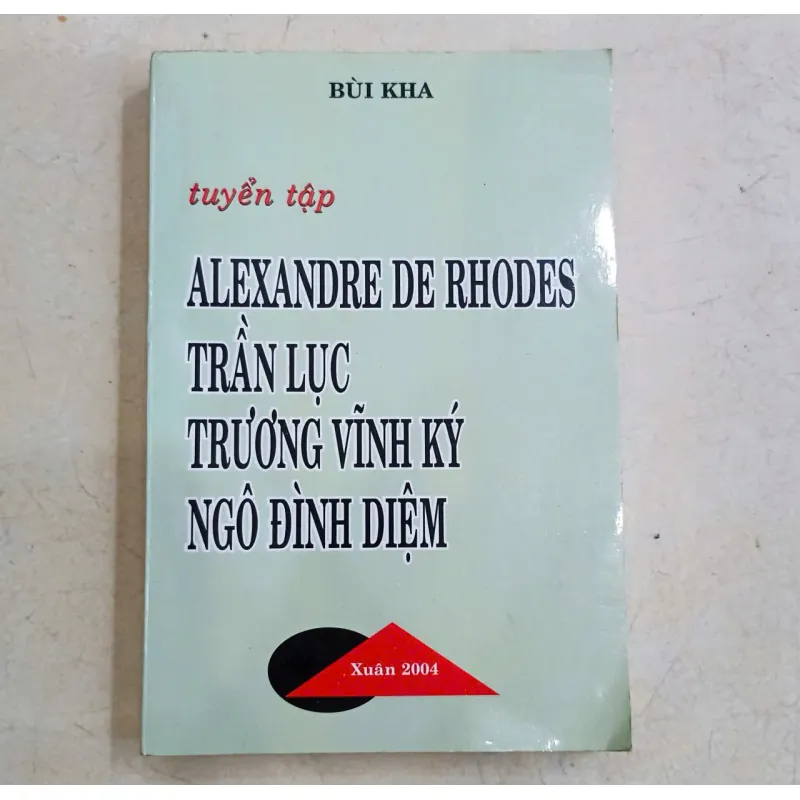 BÙI KHA
tuyển tập
ALEXANDRE DE RHODES
TRẦN LỤC
TRƯƠNG VĨNH KÝ
NGÔ ĐÌNH DIỆM
Xuân 2004